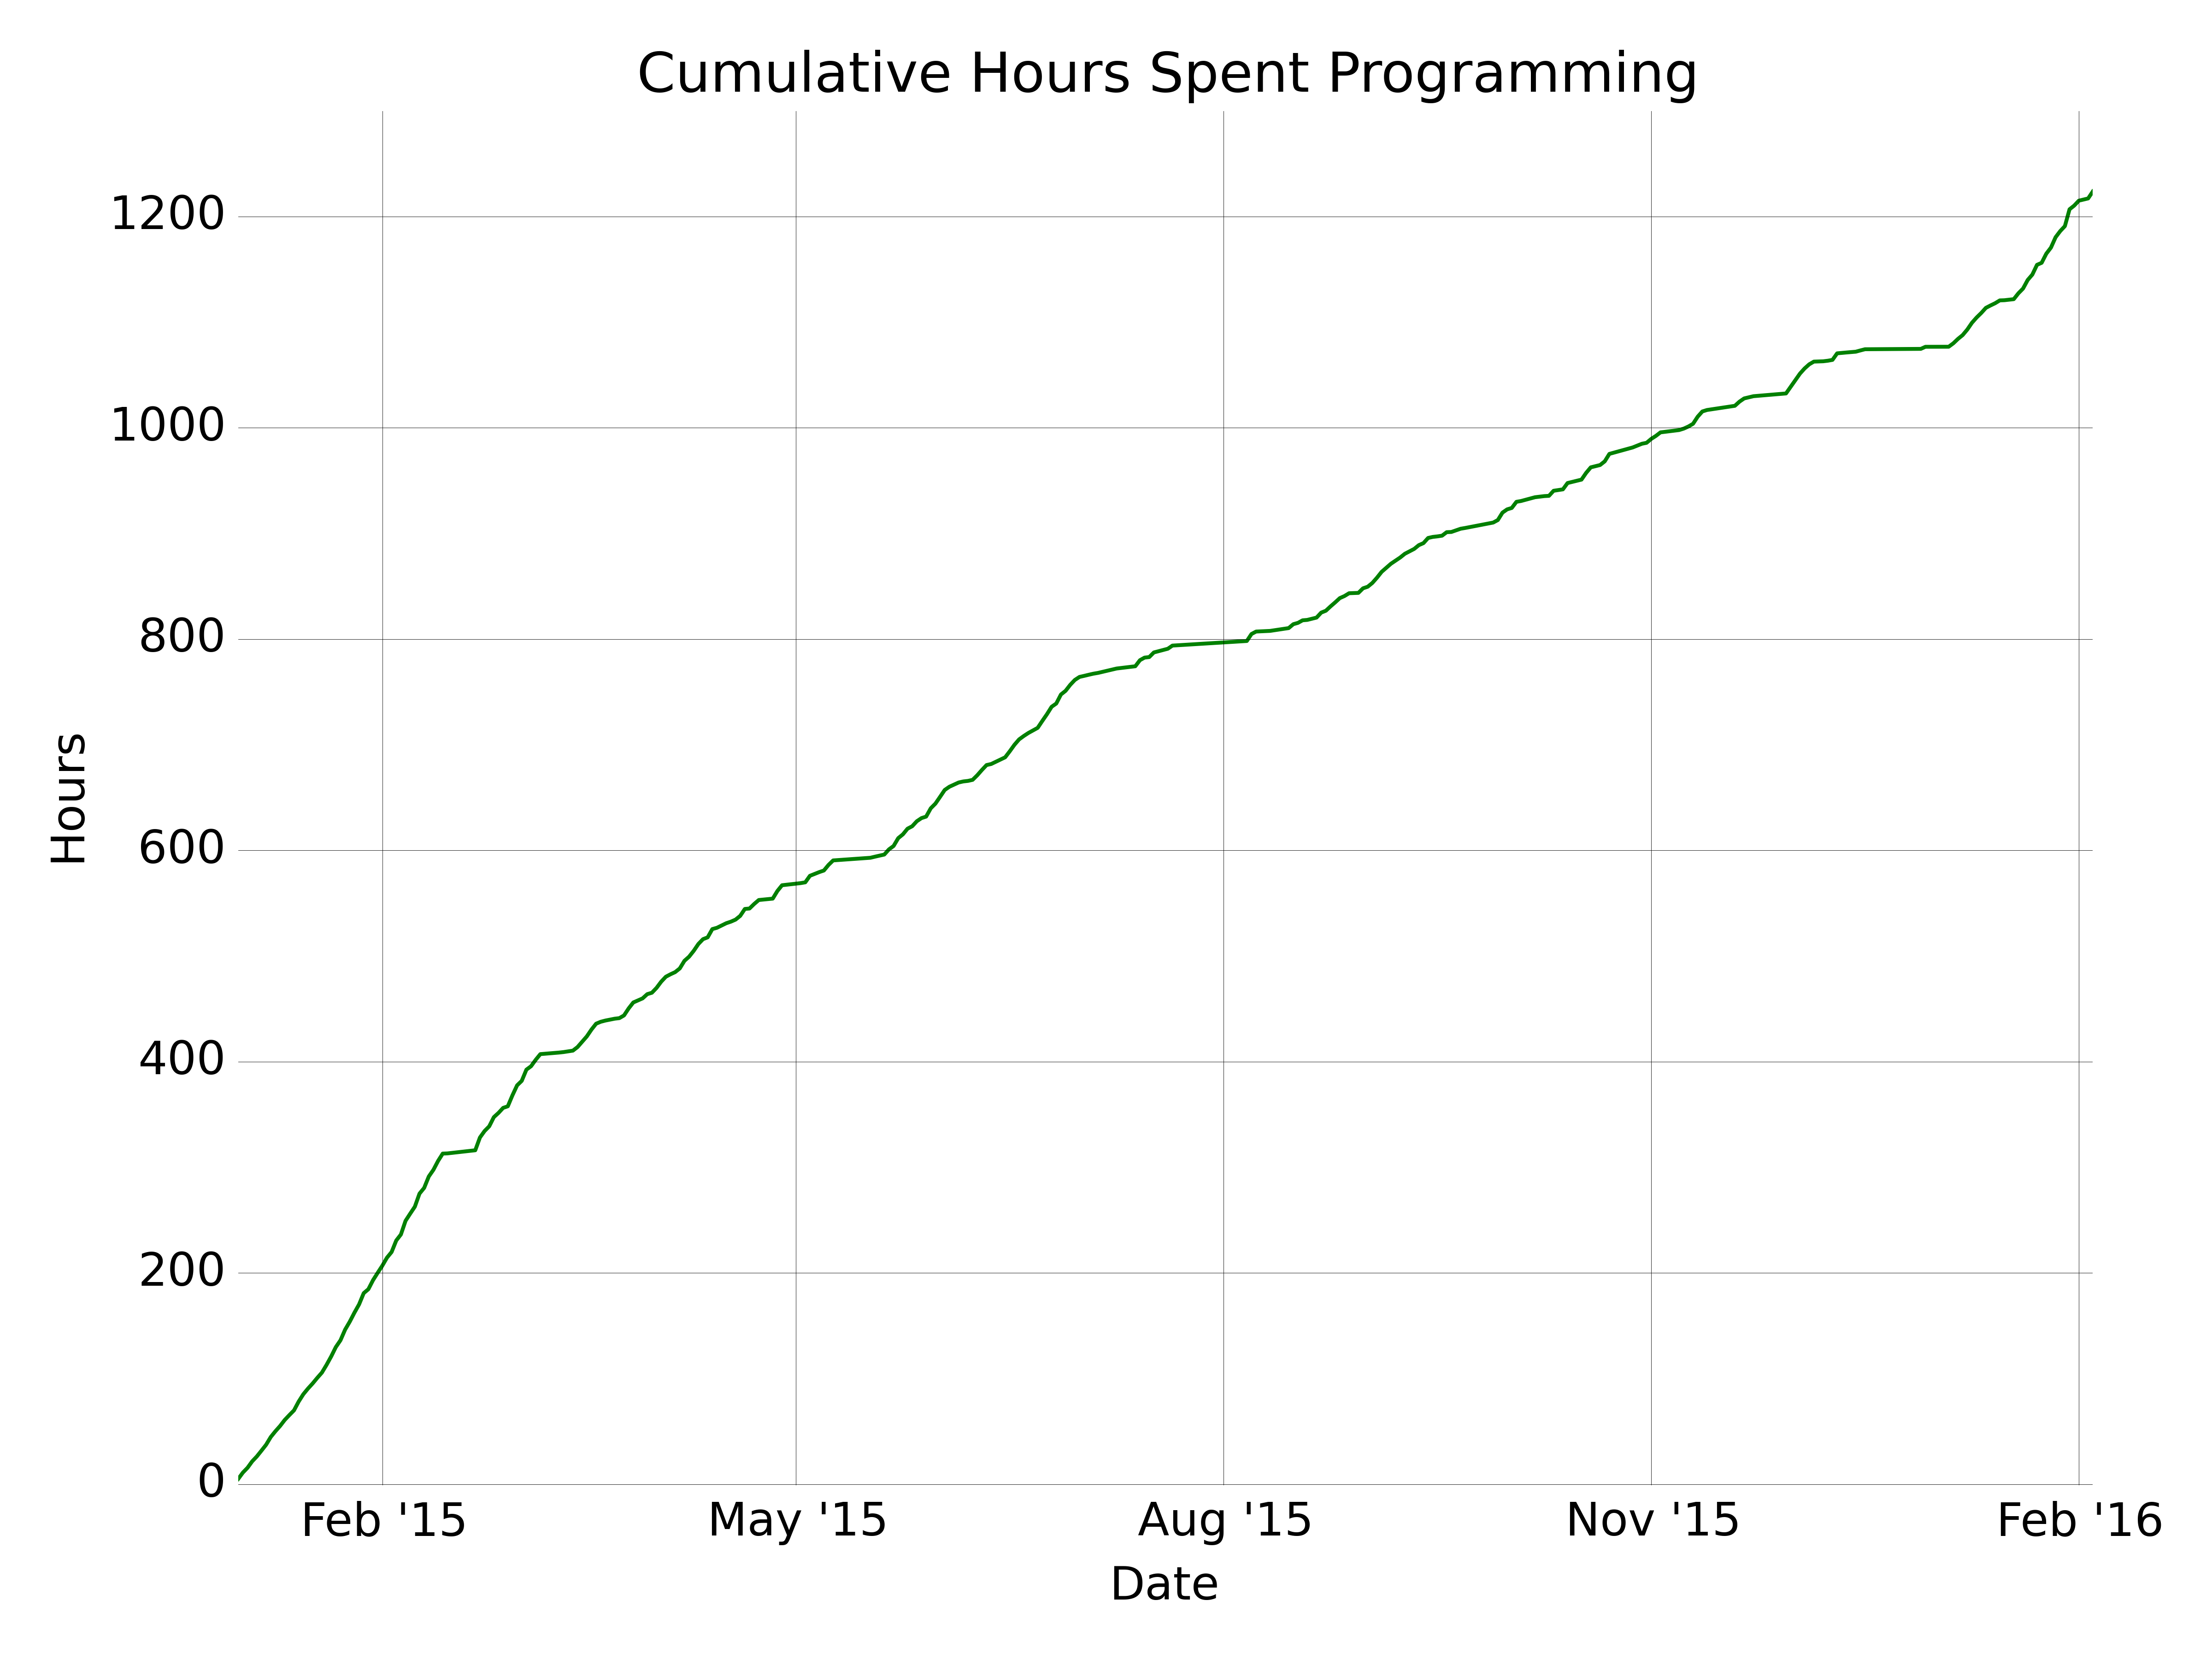 Cumulative Hours Spent Programming
1200
1000
800
600
400
200
0
Hours
Feb '15 May '15 Aug '15 Nov '15 Feb '16
Date